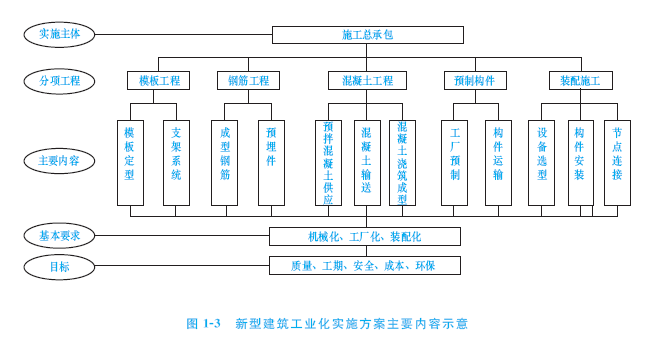 实施主体
施工总承包
分项工程
模板工程
钢筋工程
混凝土工程
预制构件
装配施工
主要内容
模板定型
支架系统
成型钢筋
预埋件
预拌混凝土供应
混凝土输送
混凝土浇筑成型
工厂预制
构件运输
设备选型
构件安装
节点连接
基本要求
机械化、工厂化、装配化
目标
质量、工期、安全、成本、环保
图 1-3 新型建筑工业化实施方案主要内容示意